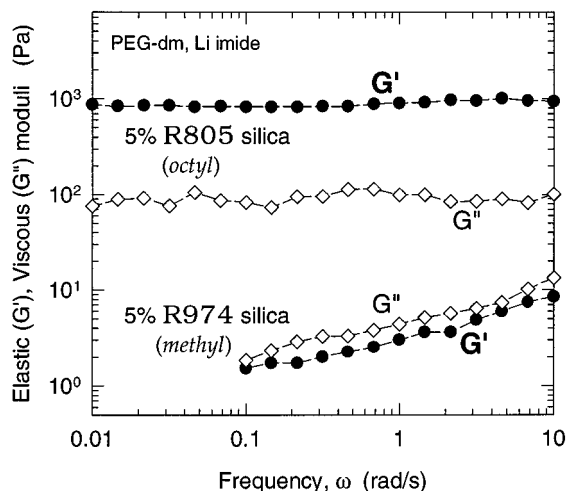 Elastic (G'), Viscous (G") moduli (Pa)
PEG-dm, Li imide
10³
10²
10¹
10⁰
G'
5% R805 silica
(octyl)
G"
5% R974 silica
(methyl)
G"
G'
0.01
0.1
1
10
Frequency, ω (rad/s)